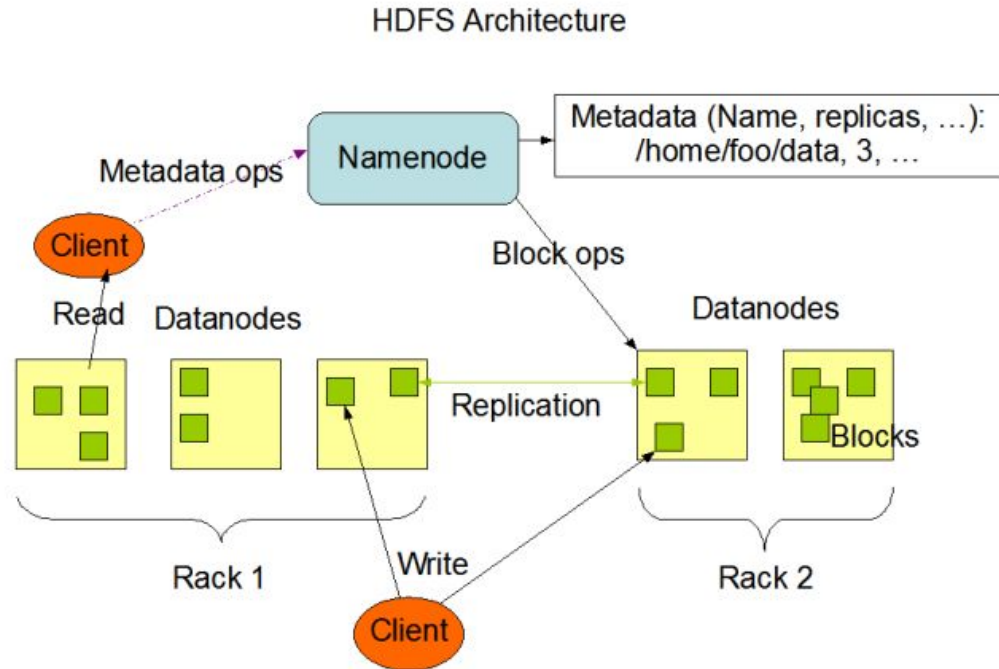 HDFS Architecture
Metadata (Name, replicas, …):
/home/foo/data, 3, …
Namenode
Metadata ops
Client
Block ops
Read
Datanodes
Datanodes
Replication
Blocks
Rack 1
Write
Rack 2
Client